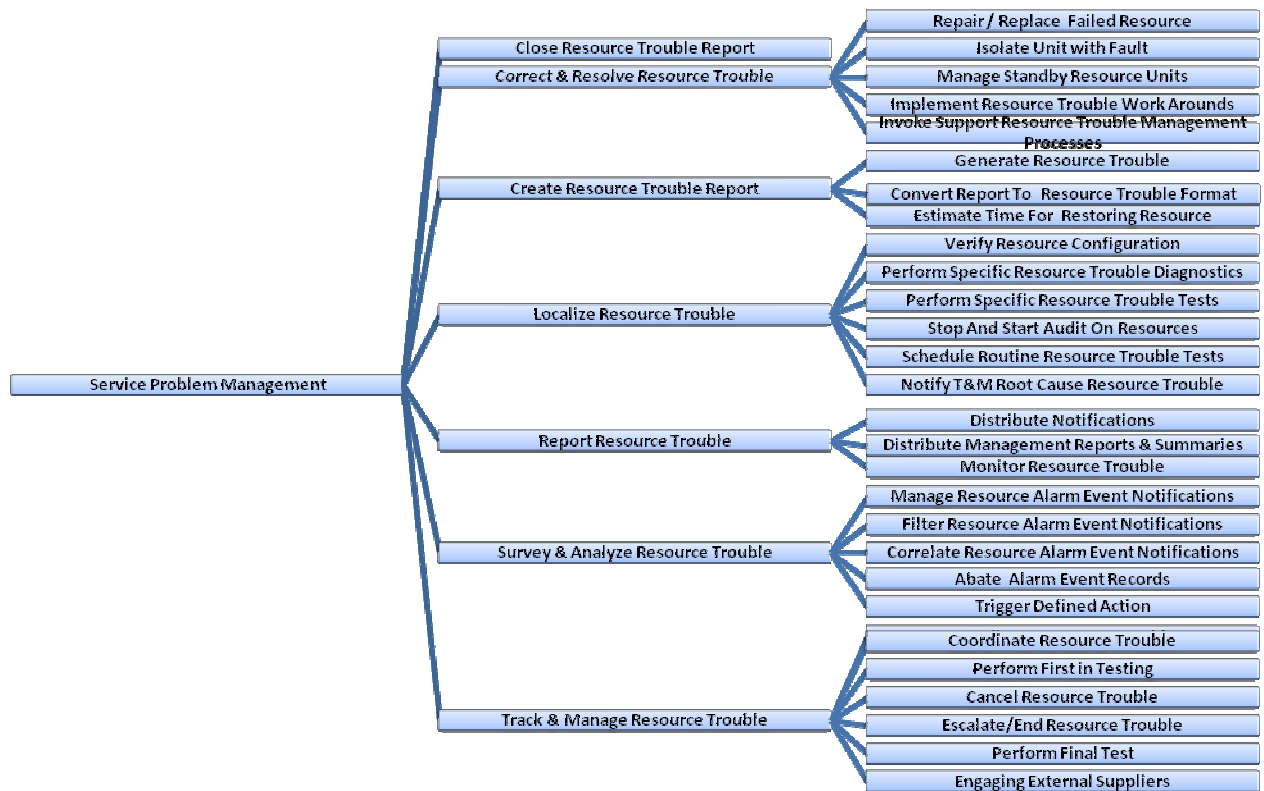 Service Problem Management
Close Resource Trouble Report
Correct & Resolve Resource Trouble
Repair / Replace Failed Resource
Isolate Unit with Fault
Manage Standby Resource Units
Implement Resource Trouble Work Arounds
Invoke Support Resource Trouble Management
Processes
Create Resource Trouble Report
Generate Resource Trouble
Convert Report To Resource Trouble Format
Estimate Time For Restoring Resource
Localize Resource Trouble
Verify Resource Configuration
Perform Specific Resource Trouble Diagnostics
Perform Specific Resource Trouble Tests
Stop And Start Audit On Resources
Schedule Routine Resource Trouble Tests
Notify T&M Root Cause Resource Trouble
Report Resource Trouble
Distribute Notifications
Distribute Management Reports & Summaries
Monitor Resource Trouble
Survey & Analyze Resource Trouble
Manage Resource Alarm Event Notifications
Filter Resource Alarm Event Notifications
Correlate Resource Alarm Event Notifications
Abate Alarm Event Records
Trigger Defined Action
Track & Manage Resource Trouble
Coordinate Resource Trouble
Perform First in Testing
Cancel Resource Trouble
Escalate/End Resource Trouble
Perform Final Test
Engaging External Suppliers